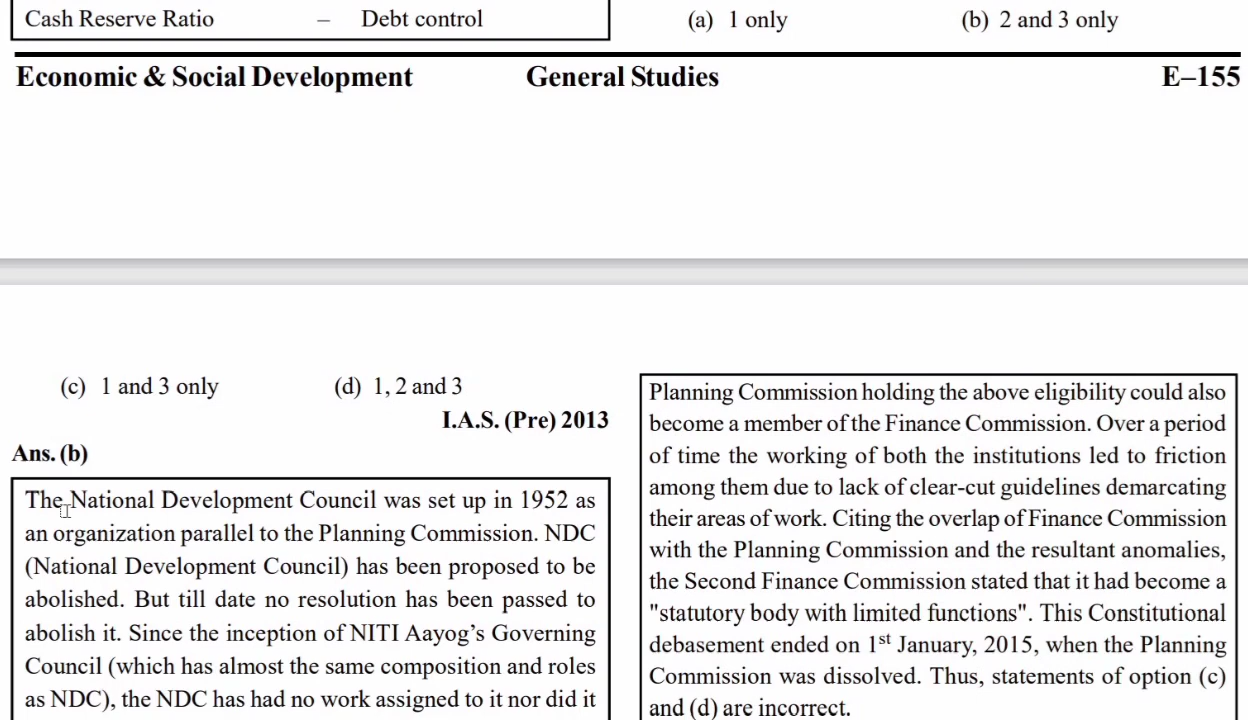 Cash Reserve Ratio – Debt control
(a) 1 only (b) 2 and 3 only
Economic & Social Development General Studies E–155
(c) 1 and 3 only (d) 1, 2 and 3
I.A.S. (Pre) 2013
Ans. (b)
The National Development Council was set up in 1952 as
an organization parallel to the Planning Commission. NDC
(National Development Council) has been proposed to be
abolished. But till date no resolution has been passed to
abolish it. Since the inception of NITI Aayog's Governing
Council (which has almost the same composition and roles
as NDC), the NDC has had no work assigned to it nor did it
Planning Commission holding the above eligibility could also
become a member of the Finance Commission. Over a period
of time the working of both the institutions led to friction
among them due to lack of clear-cut guidelines demarcating
their areas of work. Citing the overlap of Finance Commission
with the Planning Commission and the resultant anomalies,
the Second Finance Commission stated that it had become a
"statutory body with limited functions". This Constitutional
debasement ended on 1st January, 2015, when the Planning
Commission was dissolved. Thus, statements of option (c)
and (d) are incorrect.